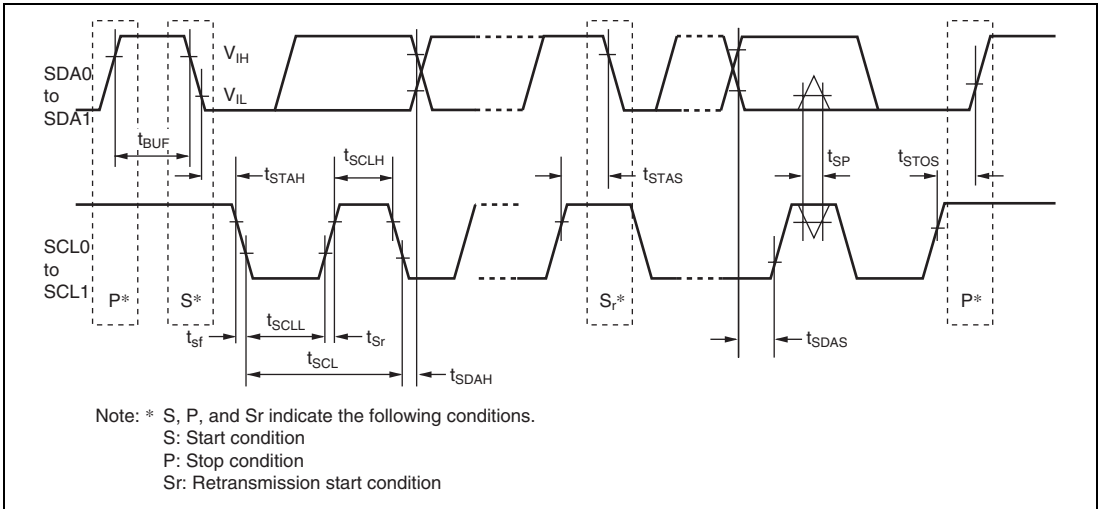 SDA0
to
SDA1
VIH
VIL
tBUF
tSTAH
tSCLH
tSTAS
tSP
tSTOS
SCL0
to
SCL1
P*
S*
Sr*
P*
tsf
tSCLL
tSr
tSCL
tSDAH
tSDAS
Note: * S, P, and Sr indicate the following conditions.
S: Start condition
P: Stop condition
Sr: Retransmission start condition